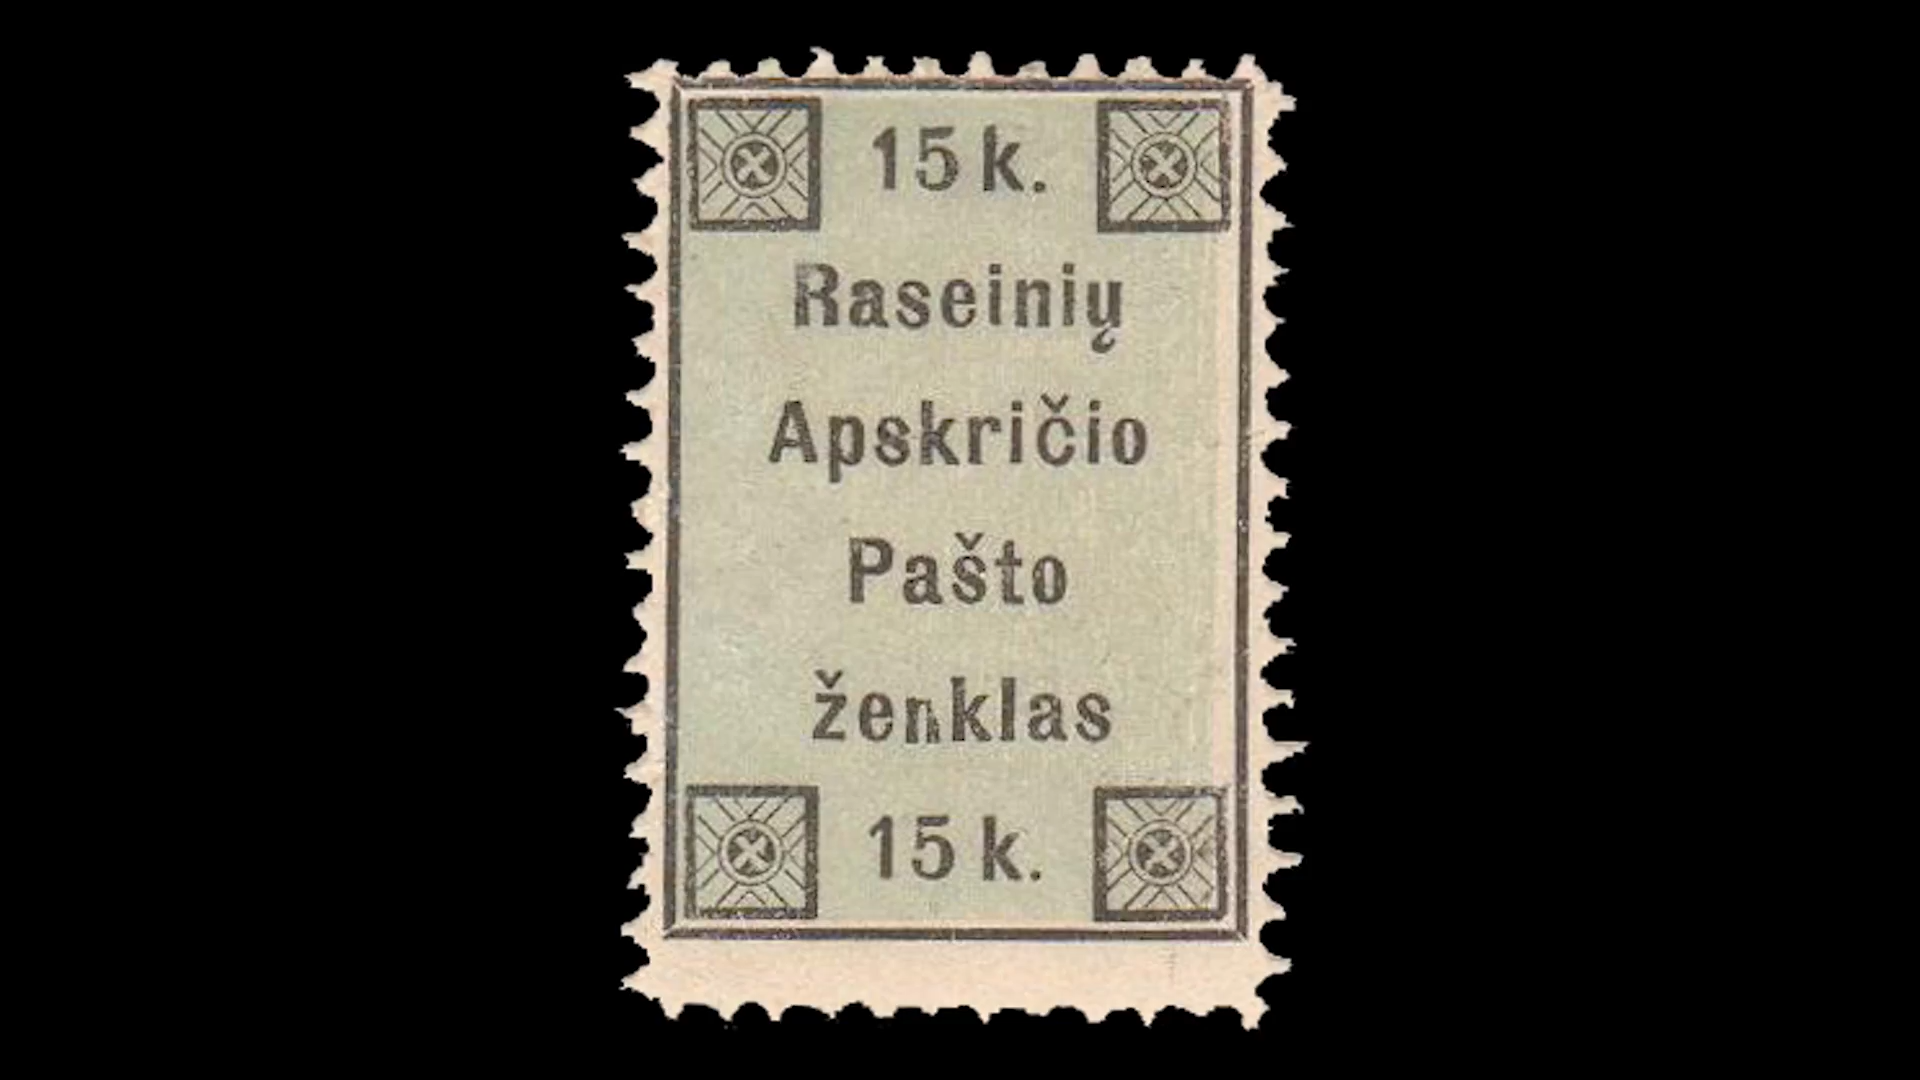 15 k.
Raseinių
Apskričio
Pašto
ženklas
15 k.